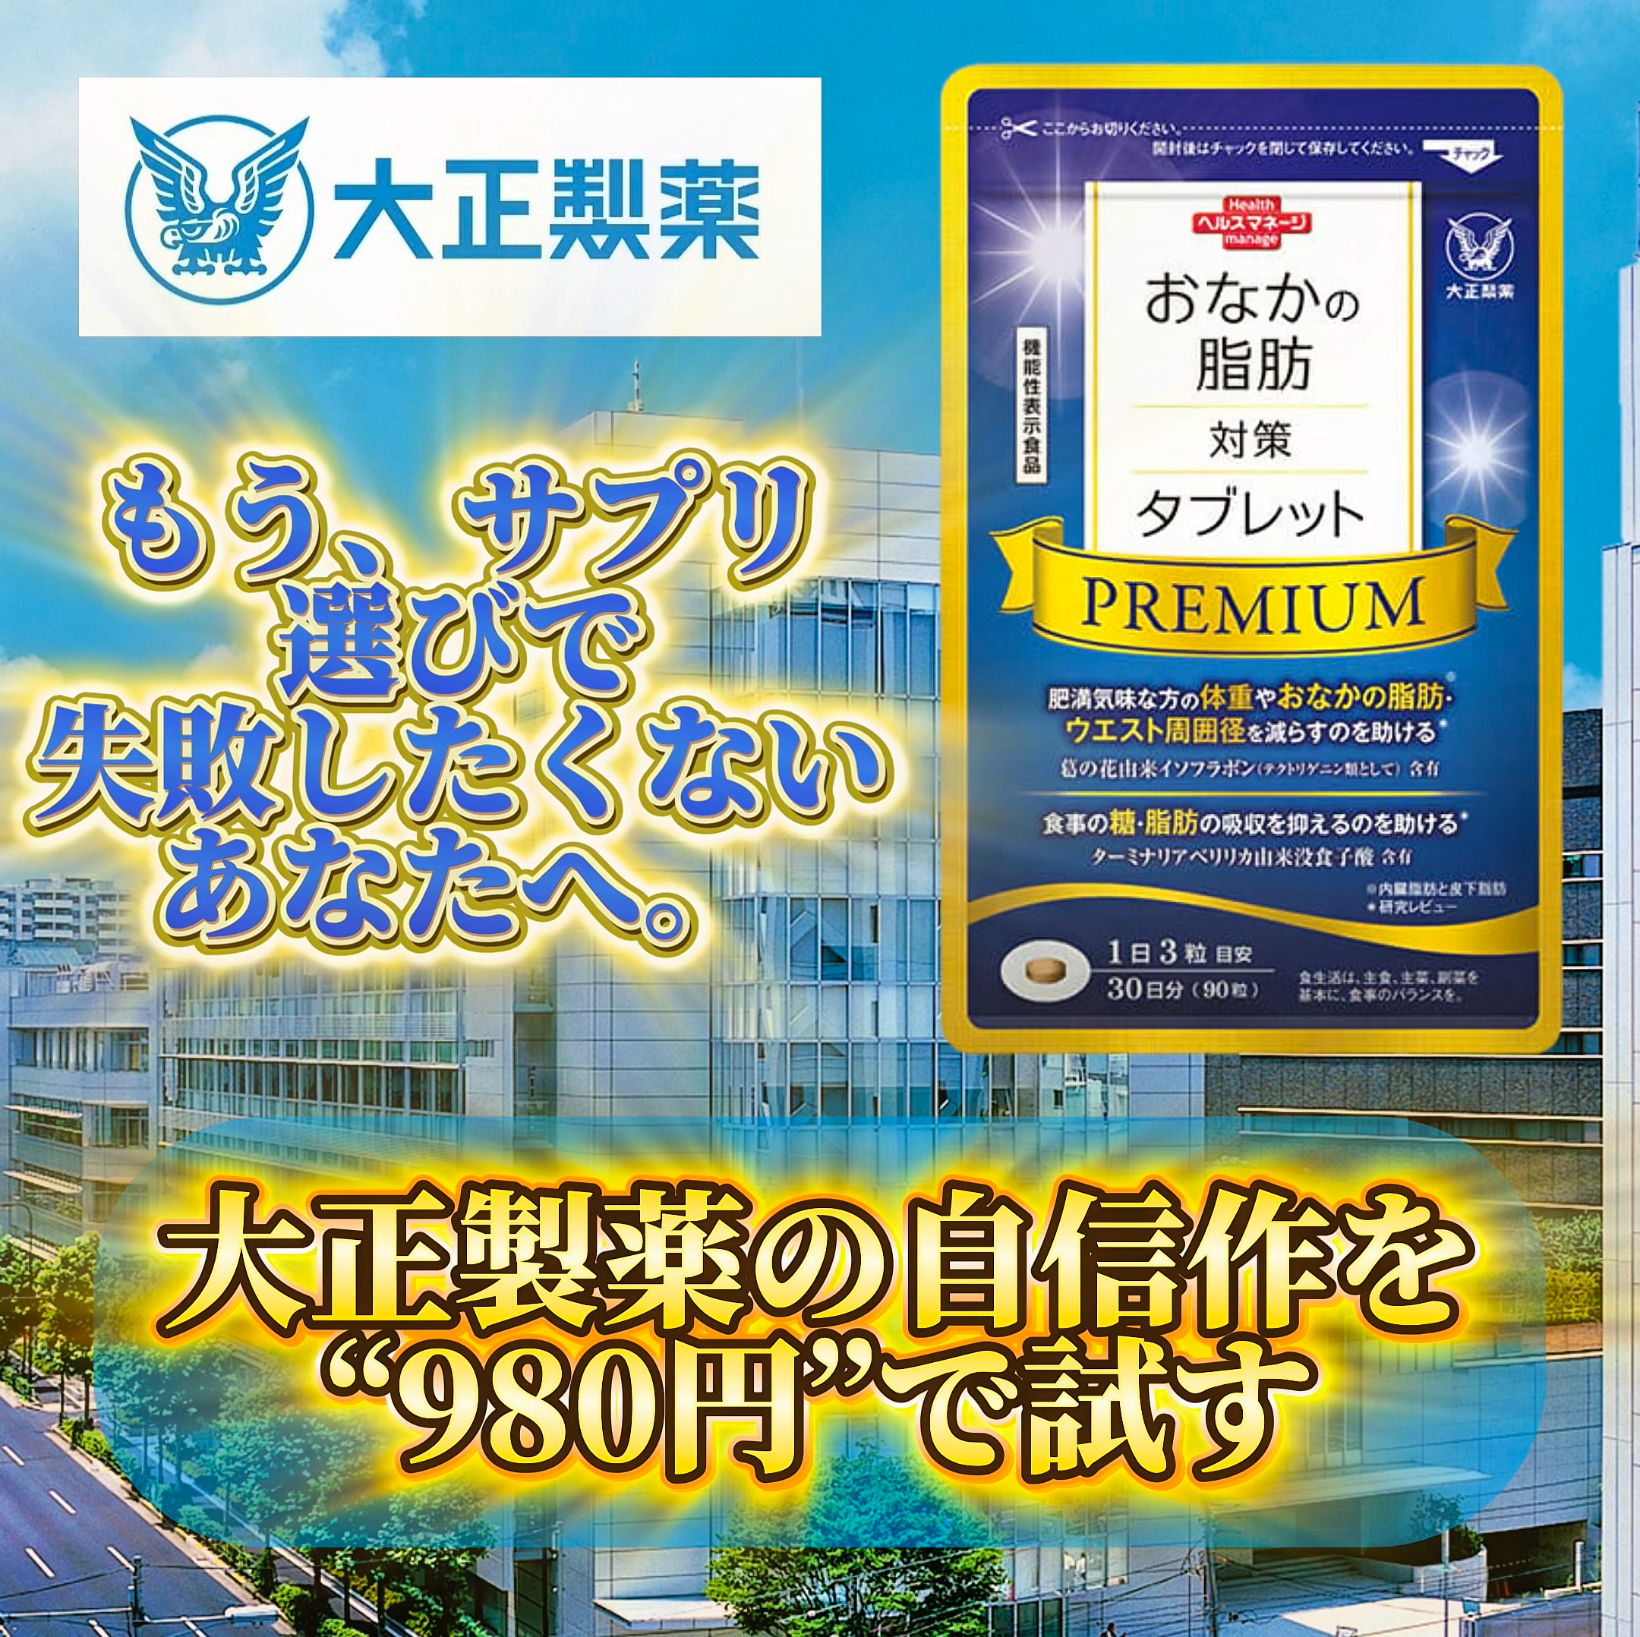 大正製薬
もう、サプリ
選びで
失敗したくない
あなたへ。
ここからお切りください。
開封後はチャックを閉じて保存してください。
チャック
Health
ヘルスマネージ
manage
大正製薬
機能性表示食品
おなかの
脂肪
対策
タブレット
PREMIUM
肥満気味な方の体重やおなかの脂肪※・
ウエスト周囲径を減らすのを助ける*
葛の花由来イソフラボン(テクトリゲニン類として) 含有
食事の糖・脂肪の吸収を抑えるのを助ける*
ターミナリアベリリカ由来没食子酸 含有
※内臓脂肪と皮下脂肪
*研究レビュー
1日3粒 目安
30日分(90粒)
食生活は、主食、主菜、副菜を
基本に、食事のバランスを。
大正製薬の自信作を
“980円”で試す